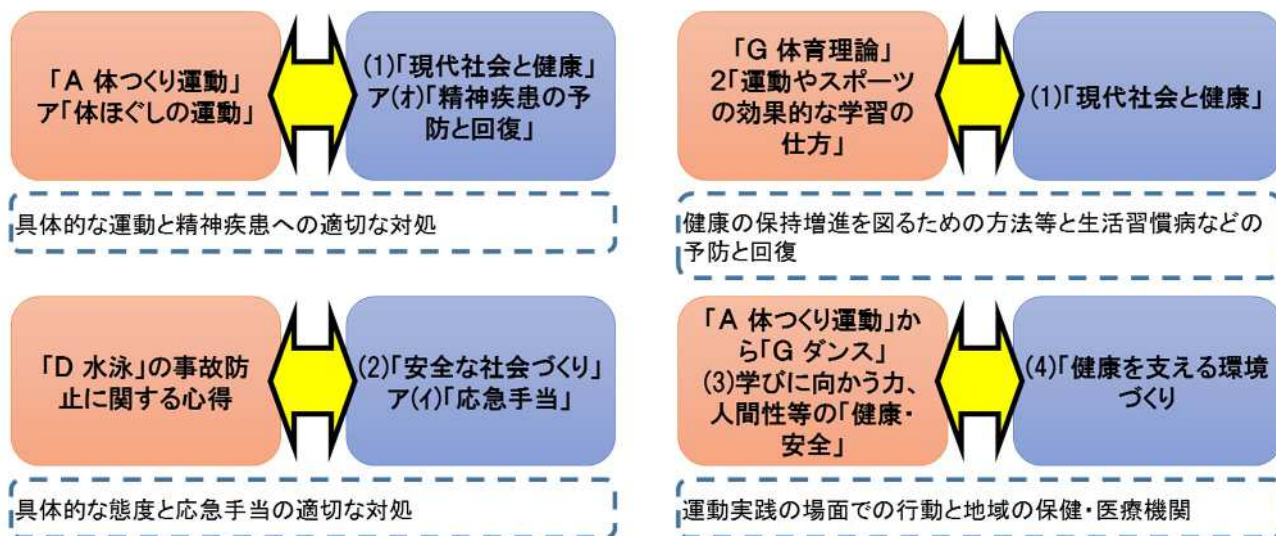 「A 体つくり運動」
ア「体ほぐしの運動」
(1)「現代社会と健康」
ア(オ)「精神疾患の予
防と回復」
具体的な運動と精神疾患への適切な対処
「G 体育理論」
2「運動やスポーツ
の効果的な学習の
仕方」
(1)「現代社会と健康」
健康の保持増進を図るための方法等と生活習慣病などの
予防と回復
「D 水泳」の事故防
止に関する心得
(2)「安全な社会づくり」
ア(イ)「応急手当」
具体的な態度と応急手当の適切な対処
「A 体つくり運動」か
ら「G ダンス」
(3)学びに向かう力、
人間性等の「健康・
安全」
(4)「健康を支える環境
づくり
運動実践の場面での行動と地域の保健・医療機関